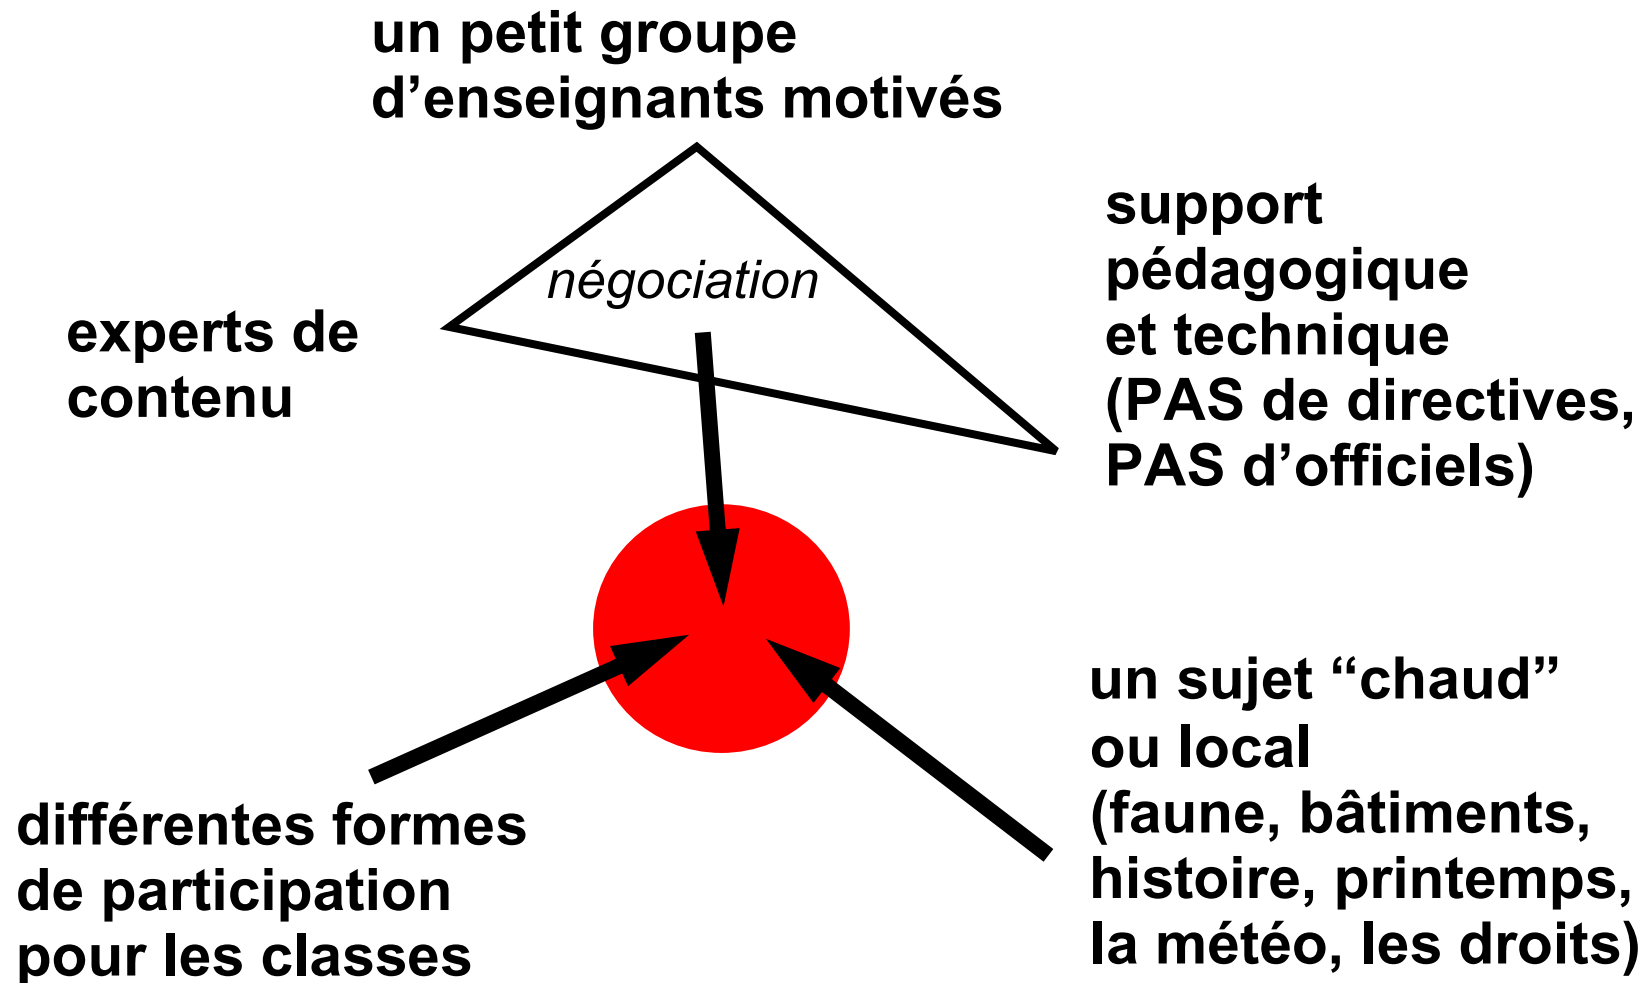 un petit groupe
d’enseignants motivés
négociation
experts de
contenu
support
pédagogique
et technique
(PAS de directives,
PAS d’officiels)
différentes formes
de participation
pour les classes
un sujet “chaud”
ou local
(faune, bâtiments,
histoire, printemps,
la météo, les droits)